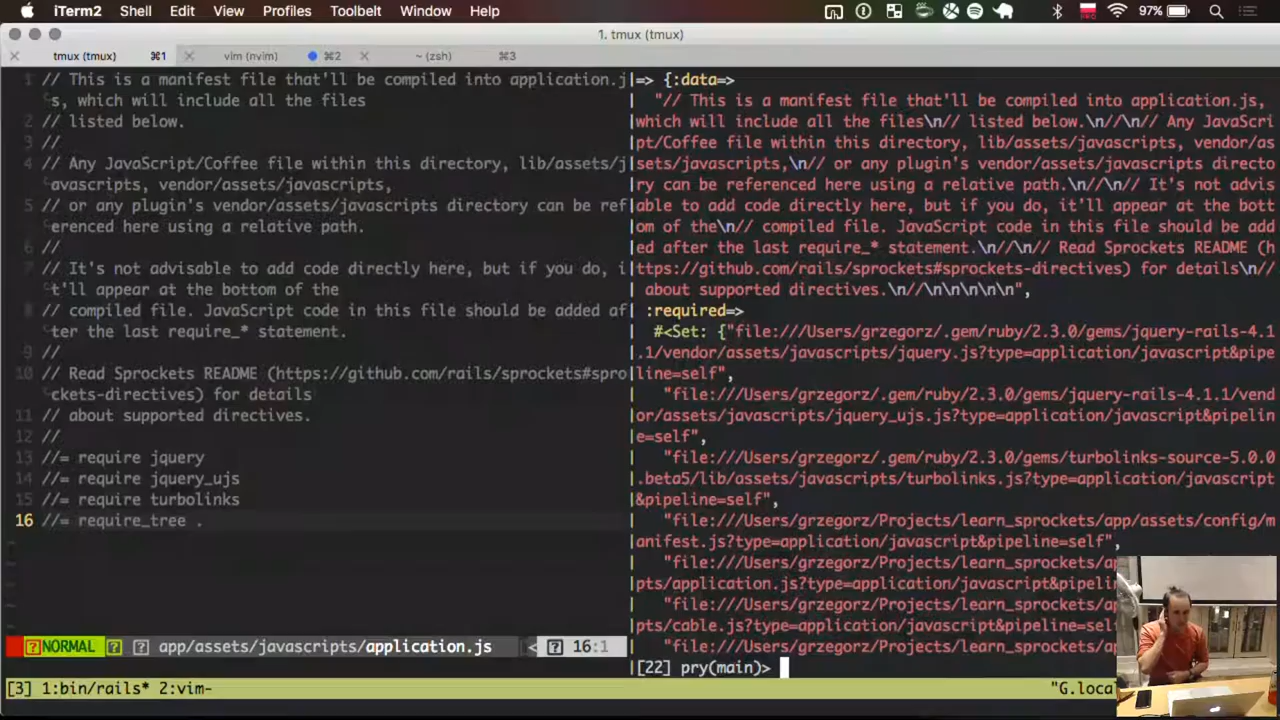 iTerm2 Shell Edit View Profiles Toolbelt Window Help 97%
1. tmux (tmux)
tmux (tmux) ⌘1 vim (nvim) ⌘2 ~ (zsh) ⌘3
1 // This is a manifest file that'll be compiled into application.j
s, which will include all the files
2 // listed below.
3 //
4 // Any JavaScript/Coffee file within this directory, lib/assets/j
avascripts, vendor/assets/javascripts,
5 // or any plugin's vendor/assets/javascripts directory can be ref
erenced here using a relative path.
6 //
7 // It's not advisable to add code directly here, but if you do, i
t'll appear at the bottom of the
8 // compiled file. JavaScript code in this file should be added af
ter the last require_* statement.
9 //
10 // Read Sprockets README (https://github.com/rails/sprockets#spro
ckets-directives) for details
11 // about supported directives.
12 //
13 //= require jquery
14 //= require jquery_ujs
15 //= require turbolinks
16 //= require_tree .
~
~
~
~
NORMAL app/assets/javascripts/application.js < 16:1
=> {:data=>
"// This is a manifest file that'll be compiled into application.js,
which will include all the files\n// listed below.\n//\n// Any JavaScri
pt/Coffee file within this directory, lib/assets/javascripts, vendor/as
sets/javascripts,\n// or any plugin's vendor/assets/javascripts directo
ry can be referenced here using a relative path.\n//\n// It's not advis
able to add code directly here, but if you do, it'll appear at the bott
om of the\n// compiled file. JavaScript code in this file should be add
ed after the last require_* statement.\n//\n// Read Sprockets README (h
ttps://github.com/rails/sprockets#sprockets-directives) for details\n//
about supported directives.\n//\n\n\n\n\n",
:required=>
#<Set: {"file:///Users/grzegorz/.gem/ruby/2.3.0/gems/jquery-rails-4.1
.1/vendor/assets/javascripts/jquery.js?type=application/javascript&pipe
line=self",
"file:///Users/grzegorz/.gem/ruby/2.3.0/gems/jquery-rails-4.1.1/vend
or/assets/javascripts/jquery_ujs.js?type=application/javascript&pipelin
e=self",
"file:///Users/grzegorz/.gem/ruby/2.3.0/gems/turbolinks-source-5.0.0
.beta5/lib/assets/javascripts/turbolinks.js?type=application/javascript
&pipeline=self",
"file:///Users/grzegorz/Projects/learn_sprockets/app/assets/config/m
anifest.js?type=application/javascript&pipeline=self",
"file:///Users/grzegorz/Projects/learn_sprockets/ap
pts/application.js?type=application/javascript&pipel
"file:///Users/grzegorz/Projects/learn_sprockets/ap
pts/cable.js?type=application/javascript&pipeline=sel
"file:///Users/grzegorz/Projects/learn_sprockets/ap
[22] pry(main)>
[3] 1:bin/rails* 2:vim- "G.loca